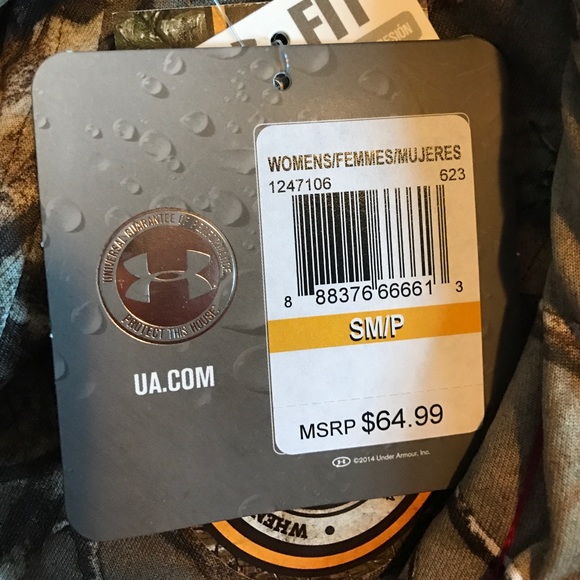 FIT
WOMENS/FEMMES/MUJERES
1247106 623
8 88376 66661 3
SM/P
MSRP $64.99
UNIVERSAL GUARANTEE OF PERFORMANCE
PROTECT THIS HOUSE
UA.COM
©2014 Under Armour, Inc.
WHEN